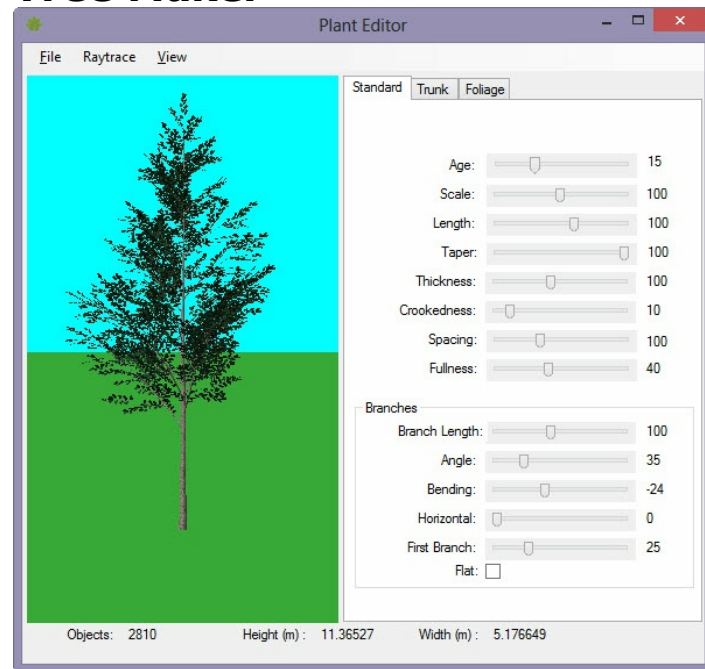 Plant Editor
File Raytrace View
Standard Trunk Foliage
Age: 15
Scale: 100
Length: 100
Taper: 100
Thickness: 100
Crookedness: 10
Spacing: 100
Fullness: 40
Branches
Branch Length: 100
Angle: 35
Bending: -24
Horizontal: 0
First Branch: 25
Flat:
Objects: 2810 Height (m) : 11.36527 Width (m) : 5.176649